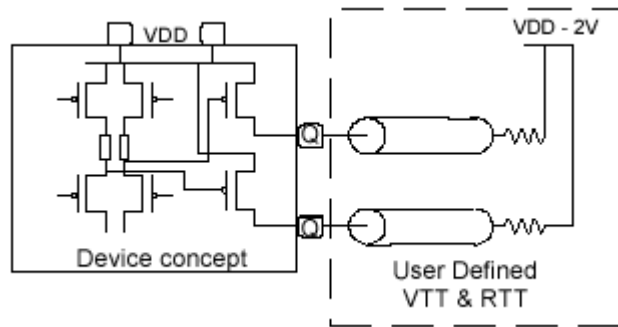 VDD
VDD - 2V
Q
Q
Device concept
User Defined
VTT & RTT